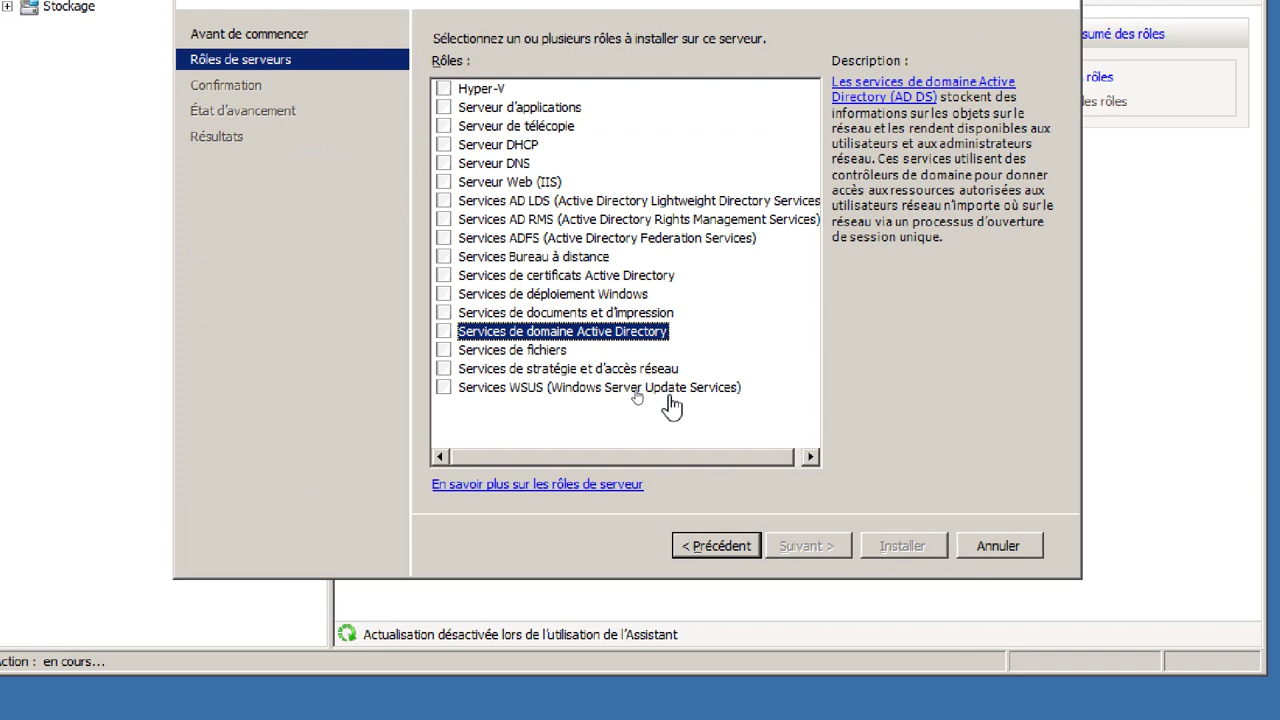 Stockage
Avant de commencer
Rôles de serveurs
Confirmation
État d'avancement
Résultats
Sélectionnez un ou plusieurs rôles à installer sur ce serveur.
Rôles :
Hyper-V
Serveur d'applications
Serveur de télécopie
Serveur DHCP
Serveur DNS
Serveur Web (IIS)
Services AD LDS (Active Directory Lightweight Directory Services
Services AD RMS (Active Directory Rights Management Services)
Services ADFS (Active Directory Federation Services)
Services Bureau à distance
Services de certificats Active Directory
Services de déploiement Windows
Services de documents et d'impression
Services de domaine Active Directory
Services de fichiers
Services de stratégie et d'accès réseau
Services WSUS (Windows Server Update Services)
En savoir plus sur les rôles de serveur
Description :
Les services de domaine Active
Directory (AD DS) stockent des
informations sur les objets sur le
réseau et les rendent disponibles aux
utilisateurs et aux administrateurs
réseau. Ces services utilisent des
contrôleurs de domaine pour donner
accès aux ressources autorisées aux
utilisateurs réseau n'importe où sur le
réseau via un processus d'ouverture
de session unique.
sumé des rôles
rôles
les rôles
< Précédent
Suivant >
Installer
Annuler
Actualisation désactivée lors de l'utilisation de l'Assistant
ction : en cours...